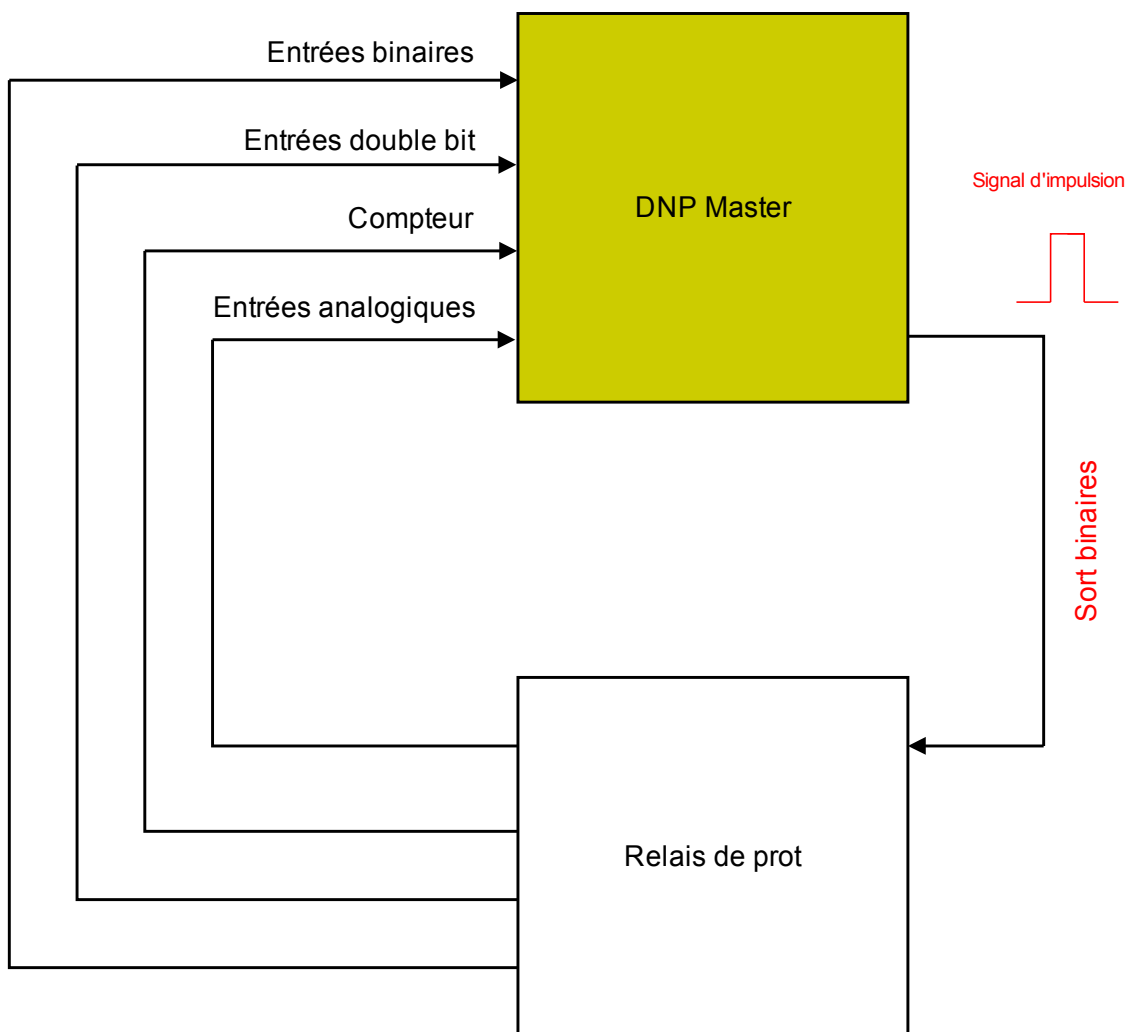 Entrées binaires
Entrées double bit
Compteur
Entrées analogiques
DNP Master
Signal d'impulsion
Sort binaires
Relais de prot